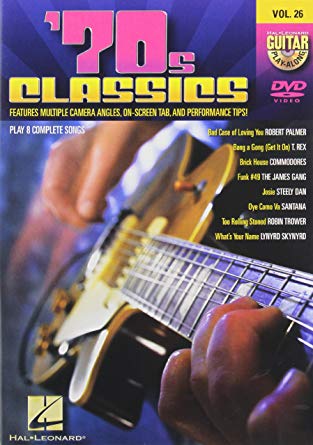 VOL. 26
HAL•LEONARD
GUITAR
PLAY-ALONG
'70s
CLASSICS
DVD
VIDEO
FEATURES MULTIPLE CAMERA ANGLES, ON-SCREEN TAB, AND PERFORMANCE TIPS!
PLAY 8 COMPLETE SONGS
Bad Case of Loving You ROBERT PALMER
Bang a Gong (Get It On) T. REX
Brick House COMMODORES
Funk #49 THE JAMES GANG
Josie STEELY DAN
Oye Como Va SANTANA
Too Rolling Stoned ROBIN TROWER
What's Your Name LYNYRD SKYNYRD
HAL•LEONARD®